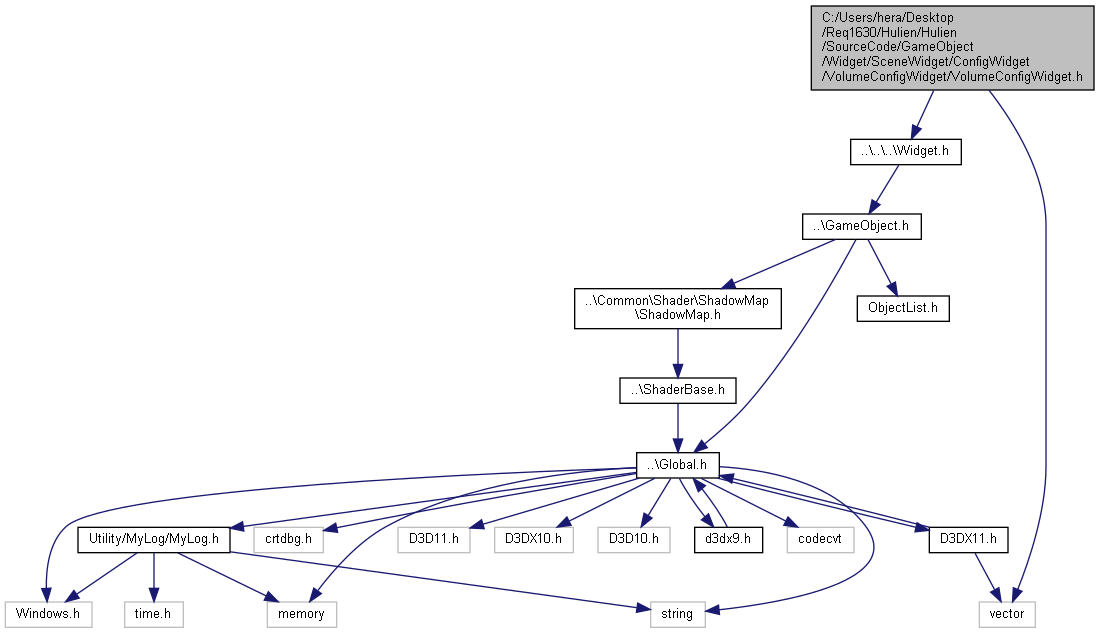 C:/Users/hera/Desktop
/Req1630/Hulien/Hulien
/SourceCode/GameObject
/Widget/SceneWidget/ConfigWidget
/VolumeConfigWidget/VolumeConfigWidget.h
..\..\..\Widget.h
..\GameObject.h
..\Common\Shader\ShadowMap
\ShadowMap.h
ObjectList.h
..\ShaderBase.h
..\Global.h
Utility/MyLog/MyLog.h
crtdbg.h
D3D11.h
D3DX10.h
D3D10.h
d3dx9.h
codecvt
D3DX11.h
Windows.h
time.h
memory
string
vector